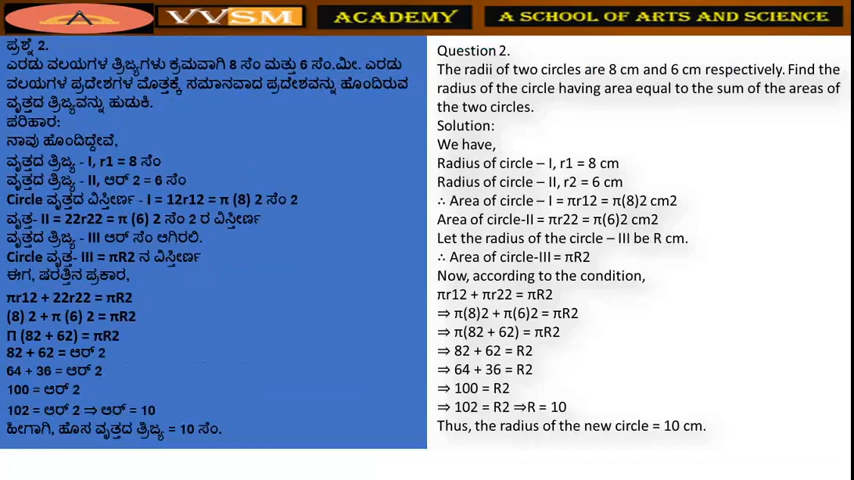 A VVSM ACADEMY A SCHOOL OF ARTS AND SCIENCE
ಪ್ರಶ್ನೆ 2.
ಎರಡು ವಲಯಗಳ ತ್ರಿಜ್ಯಗಳು ಕ್ರಮವಾಗಿ 8 ಸೆಂ ಮತ್ತು 6 ಸೆಂ.ಮೀ. ಎರಡು
ವಲಯಗಳ ಪ್ರದೇಶಗಳ ಮೊತ್ತಕ್ಕೆ ಸಮಾನವಾದ ಪ್ರದೇಶವನ್ನು ಹೊಂದಿರುವ
ವೃತ್ತದ ತ್ರಿಜ್ಯವನ್ನು ಹುಡುಕಿ.
ಪರಿಹಾರ:
ನಾವು ಹೊಂದಿದ್ದೇವೆ,
ವೃತ್ತದ ತ್ರಿಜ್ಯ - I, r1 = 8 ಸೆಂ
ವೃತ್ತದ ತ್ರಿಜ್ಯ - II, ಆರ್ 2 = 6 ಸೆಂ
Circle ವೃತ್ತದ ವಿಸ್ತೀರ್ಣ - I = 12r12 = π (8) 2 ಸೆಂ 2
ವೃತ್ತ- II = 22r22 = π (6) 2 ಸೆಂ 2 ರ ವಿಸ್ತೀರ್ಣ
ವೃತ್ತದ ತ್ರಿಜ್ಯ - III ಆರ್ ಸೆಂ ಆಗಿರಲಿ.
Circle ವೃತ್ತ- III = πR2 ನ ವಿಸ್ತೀರ್ಣ
ಈಗ, ಷರತ್ತಿನ ಪ್ರಕಾರ,
πr12 + 22r22 = πR2
(8) 2 + π (6) 2 = πR2
Π (82 + 62) = πR2
82 + 62 = ಆರ್ 2
64 + 36 = ಆರ್ 2
100 = ಆರ್ 2
102 = ಆರ್ 2 ⇒ ಆರ್ = 10
ಹೀಗಾಗಿ, ಹೊಸ ವೃತ್ತದ ತ್ರಿಜ್ಯ = 10 ಸೆಂ.
Question 2.
The radii of two circles are 8 cm and 6 cm respectively. Find the
radius of the circle having area equal to the sum of the areas of
the two circles.
Solution:
We have,
Radius of circle – I, r1 = 8 cm
Radius of circle – II, r2 = 6 cm
∴ Area of circle – I = πr12 = π(8)2 cm2
Area of circle-II = πr22 = π(6)2 cm2
Let the radius of the circle – III be R cm.
∴ Area of circle-III = πR2
Now, according to the condition,
πr12 + πr22 = πR2
⇒ π(8)2 + π(6)2 = πR2
⇒ π(82 + 62) = πR2
⇒ 82 + 62 = R2
⇒ 64 + 36 = R2
⇒ 100 = R2
⇒ 102 = R2 ⇒R = 10
Thus, the radius of the new circle = 10 cm.